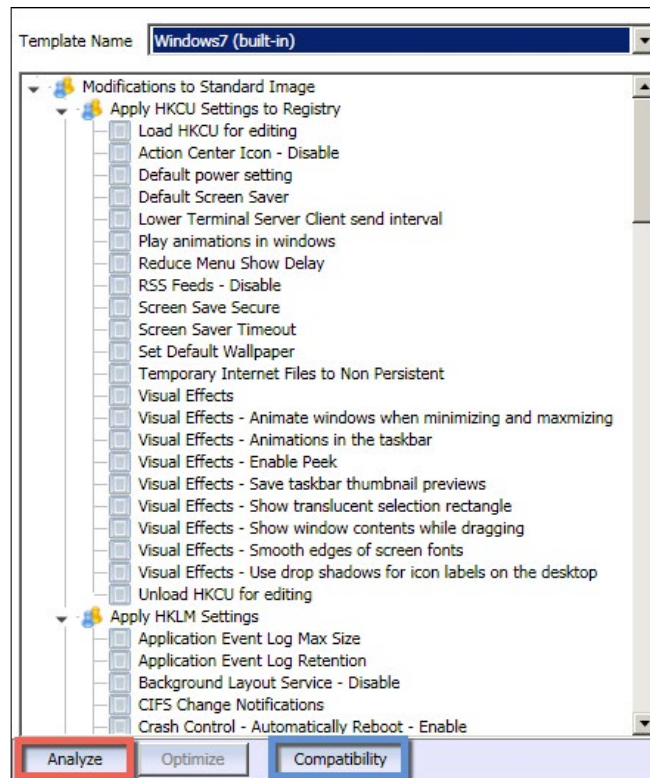 Template Name Windows7 (built-in)
Modifications to Standard Image
Apply HKCU Settings to Registry
Load HKCU for editing
Action Center Icon - Disable
Default power setting
Default Screen Saver
Lower Terminal Server Client send interval
Play animations in windows
Reduce Menu Show Delay
RSS Feeds - Disable
Screen Save Secure
Screen Saver Timeout
Set Default Wallpaper
Temporary Internet Files to Non Persistent
Visual Effects
Visual Effects - Animate windows when minimizing and maxmizing
Visual Effects - Animations in the taskbar
Visual Effects - Enable Peek
Visual Effects - Save taskbar thumbnail previews
Visual Effects - Show translucent selection rectangle
Visual Effects - Show window contents while dragging
Visual Effects - Smooth edges of screen fonts
Visual Effects - Use drop shadows for icon labels on the desktop
Unload HKCU for editing
Apply HKLM Settings
Application Event Log Max Size
Application Event Log Retention
Background Layout Service - Disable
CIFS Change Notifications
Crash Control - Automatically Reboot - Enable
Analyze Optimize Compatibility